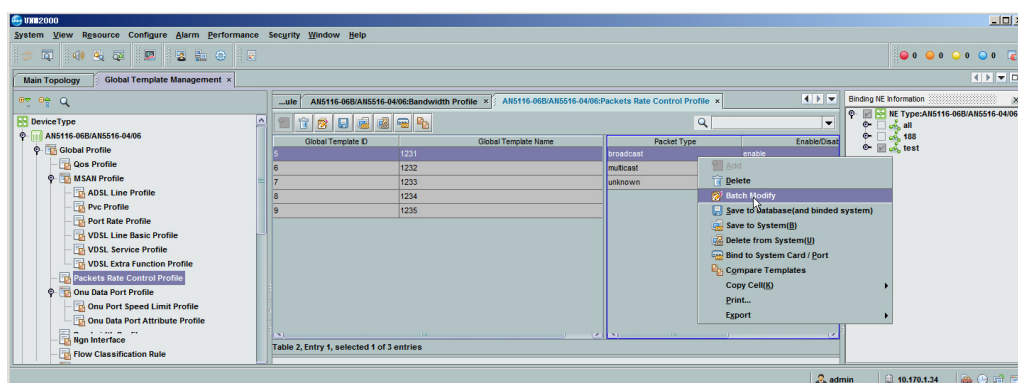 UNM2000
System View Resource Configure Alarm Performance Security Window Help
0 0 0 0
Main Topology Global Template Management ×
...ule AN5116-06B/AN5516-04/06:Bandwidth Profile × AN5116-06B/AN5516-04/06:Packets Rate Control Profile ×
Binding NE Information
DeviceType
AN5116-06B/AN5516-04/06
Global Profile
Qos Profile
MSAN Profile
ADSL Line Profile
Pvc Profile
Port Rate Profile
VDSL Line Basic Profile
VDSL Service Profile
VDSL Extra Function Profile
Packets Rate Control Profile
Onu Data Port Profile
Onu Port Speed Limit Profile
Onu Data Port Attribute Profile
Ngn Interface
Flow Classification Rule
Global Template ID Global Template Name
5 1231
6 1232
7 1233
8 1234
9 1235
Packet Type Enable/Disab
broadcast enable
multicast
unknown
Add
Delete
Batch Modify
Save to Database(and binded system)
Save to System(B)
Delete from System(U)
Bind to System Card / Port
Compare Templates
Copy Cell(K)
Print...
Export
NE Type:AN5116-06B/AN5516-04/06
all
188
test
Table 2, Entry 1, selected 1 of 3 entries
admin 10.170.1.34